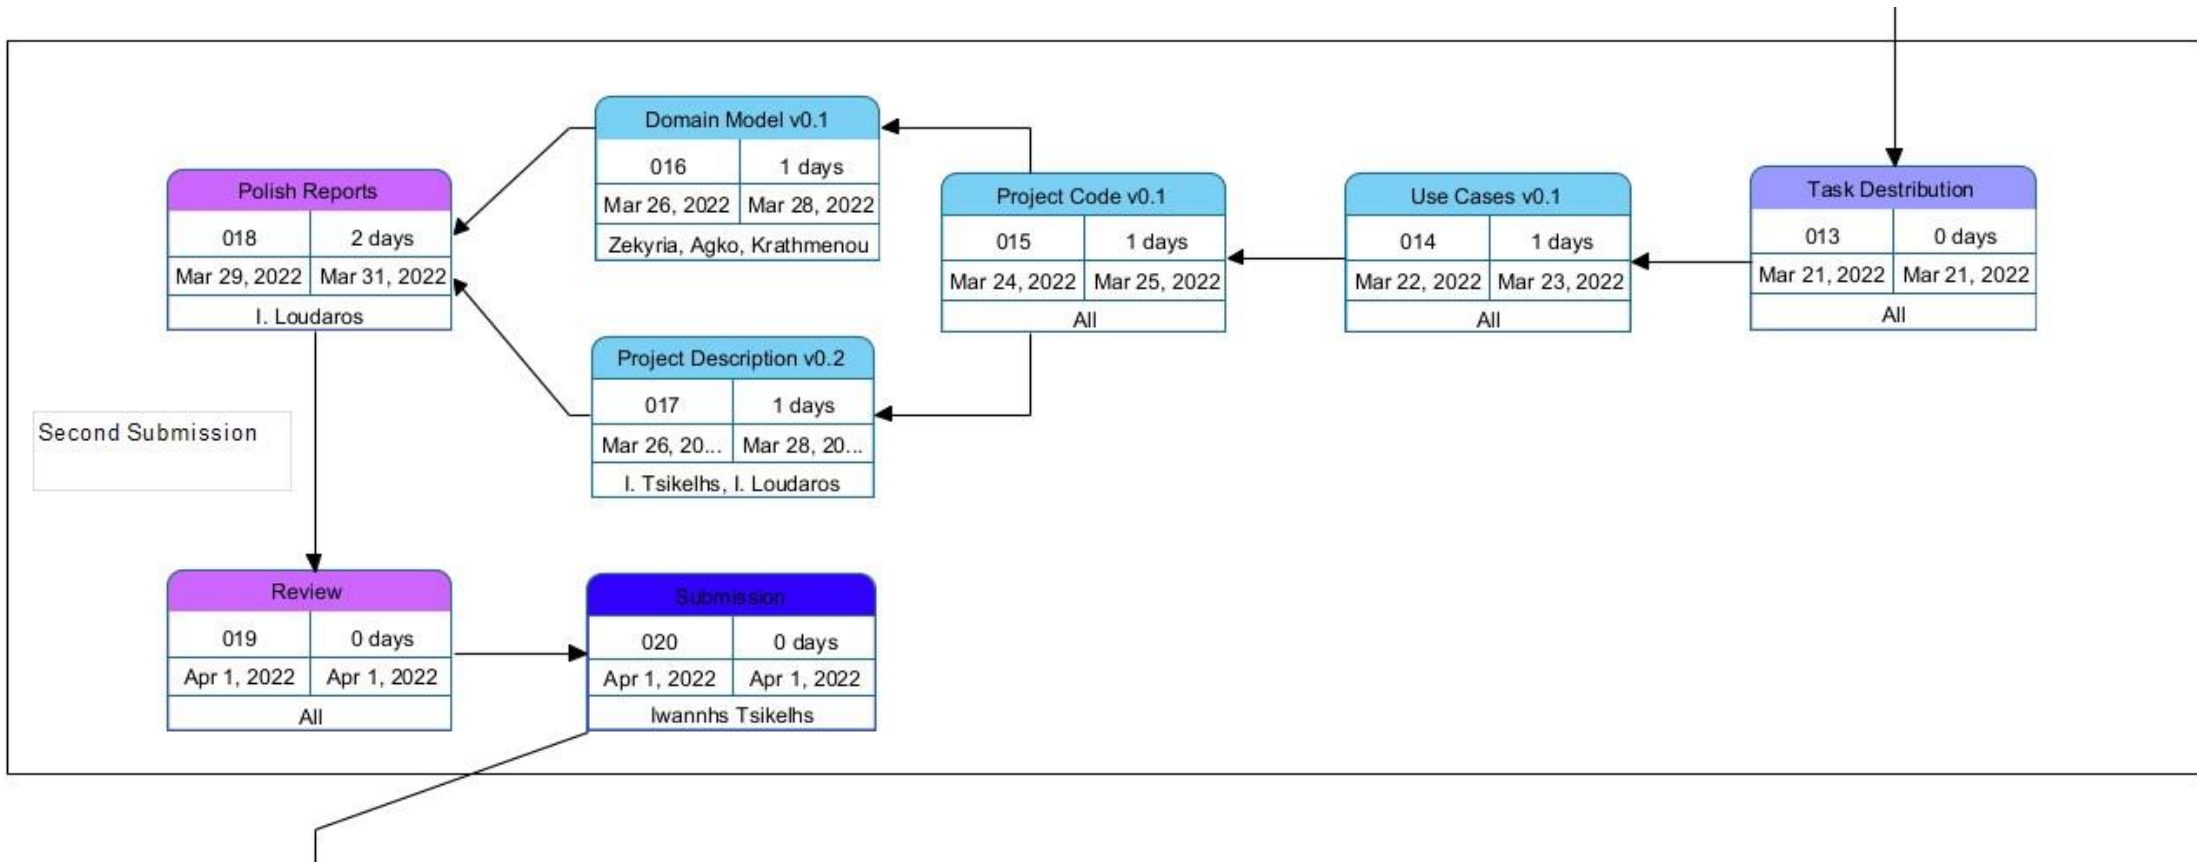 Domain Model v0.1
016 1 days
Mar 26, 2022 Mar 28, 2022
Zekyria, Agko, Krathmenou
Polish Reports
018 2 days
Mar 29, 2022 Mar 31, 2022
I. Loudaros
Project Code v0.1
015 1 days
Mar 24, 2022 Mar 25, 2022
All
Use Cases v0.1
014 1 days
Mar 22, 2022 Mar 23, 2022
All
Task Destribution
013 0 days
Mar 21, 2022 Mar 21, 2022
All
Project Description v0.2
017 1 days
Mar 26, 20... Mar 28, 20...
I. Tsikelhs, I. Loudaros
Second Submission
Review
019 0 days
Apr 1, 2022 Apr 1, 2022
All
Submission
020 0 days
Apr 1, 2022 Apr 1, 2022
Iwannhs Tsikelhs